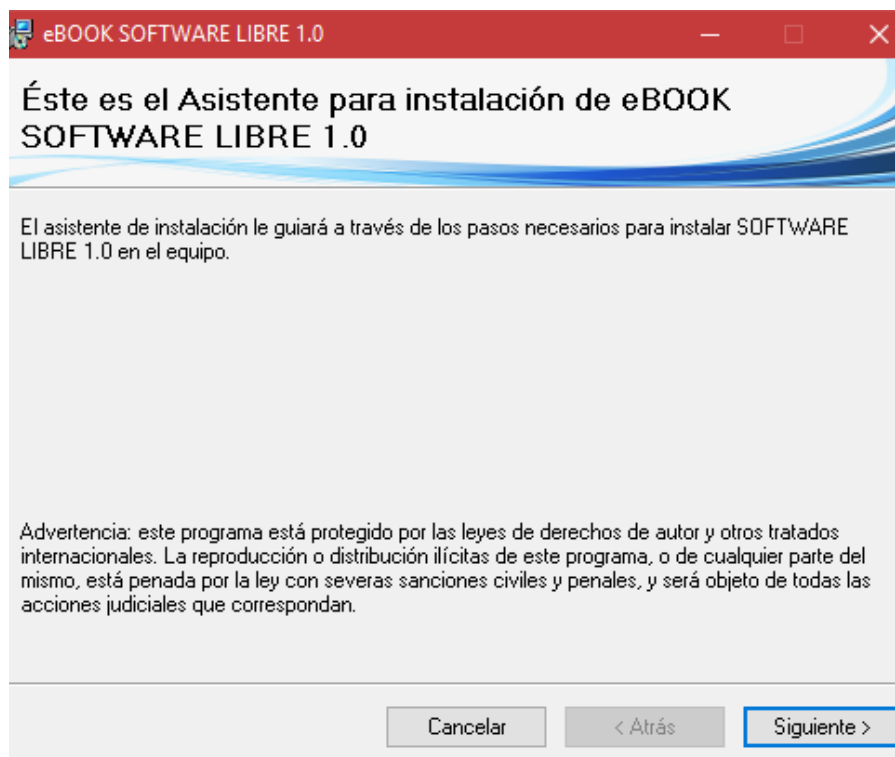 eBOOK SOFTWARE LIBRE 1.0
Éste es el Asistente para instalación de eBOOK
SOFTWARE LIBRE 1.0
El asistente de instalación le guiará a través de los pasos necesarios para instalar SOFTWARE
LIBRE 1.0 en el equipo.
Advertencia: este programa está protegido por las leyes de derechos de autor y otros tratados
internacionales. La reproducción o distribución ilícitas de este programa, o de cualquier parte del
mismo, está penada por la ley con severas sanciones civiles y penales, y será objeto de todas las
acciones judiciales que correspondan.
Cancelar < Atrás Siguiente >